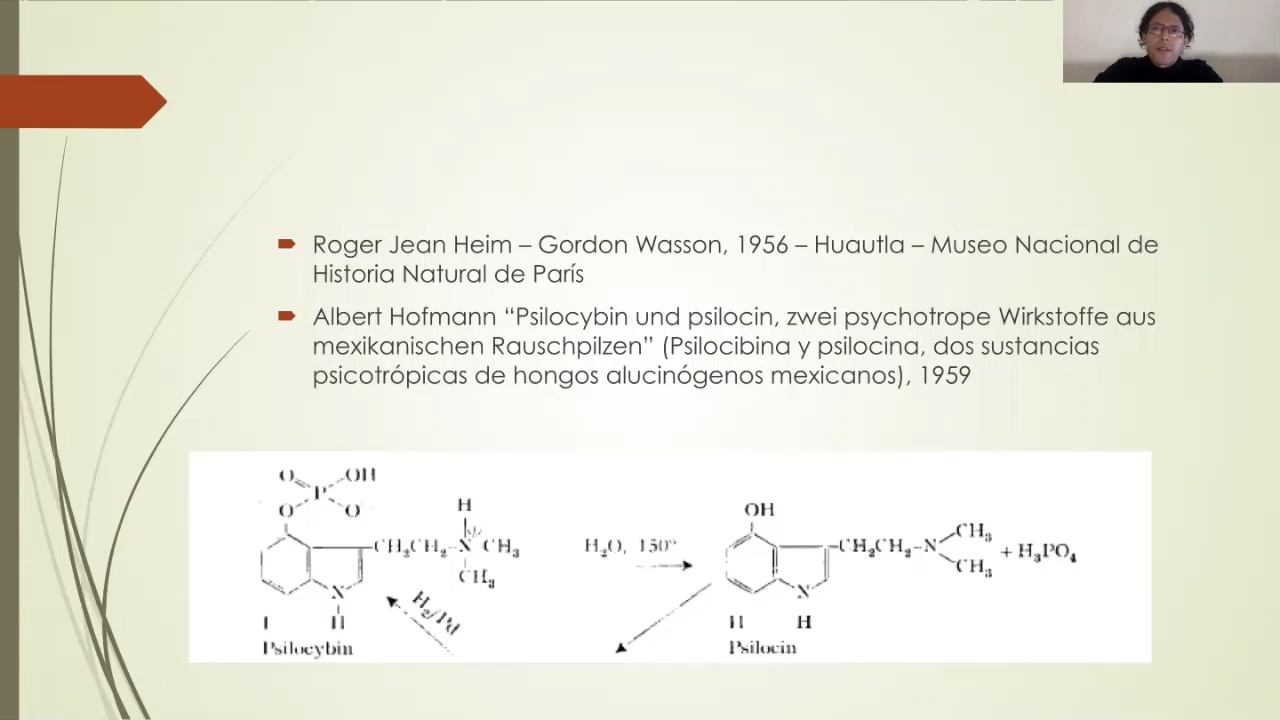 Roger Jean Heim – Gordon Wasson, 1956 – Huautla – Museo Nacional de
Historia Natural de París
Albert Hofmann “Psilocybin und psilocin, zwei psychotrope Wirkstoffe aus
mexikanischen Rauschpilzen” (Psilocibina y psilocina, dos sustancias
psicotrópicas de hongos alucinógenos mexicanos), 1959
O OH
P
O O
H
CH₂CH₂–N CH₃
CH₃
N
H
I
Psilocybin
H₂O, 150°
H₂/Pd
OH
CH₂CH₂–N
CH₃
CH₃
+ H₃PO₄
N
H
II
Psilocin